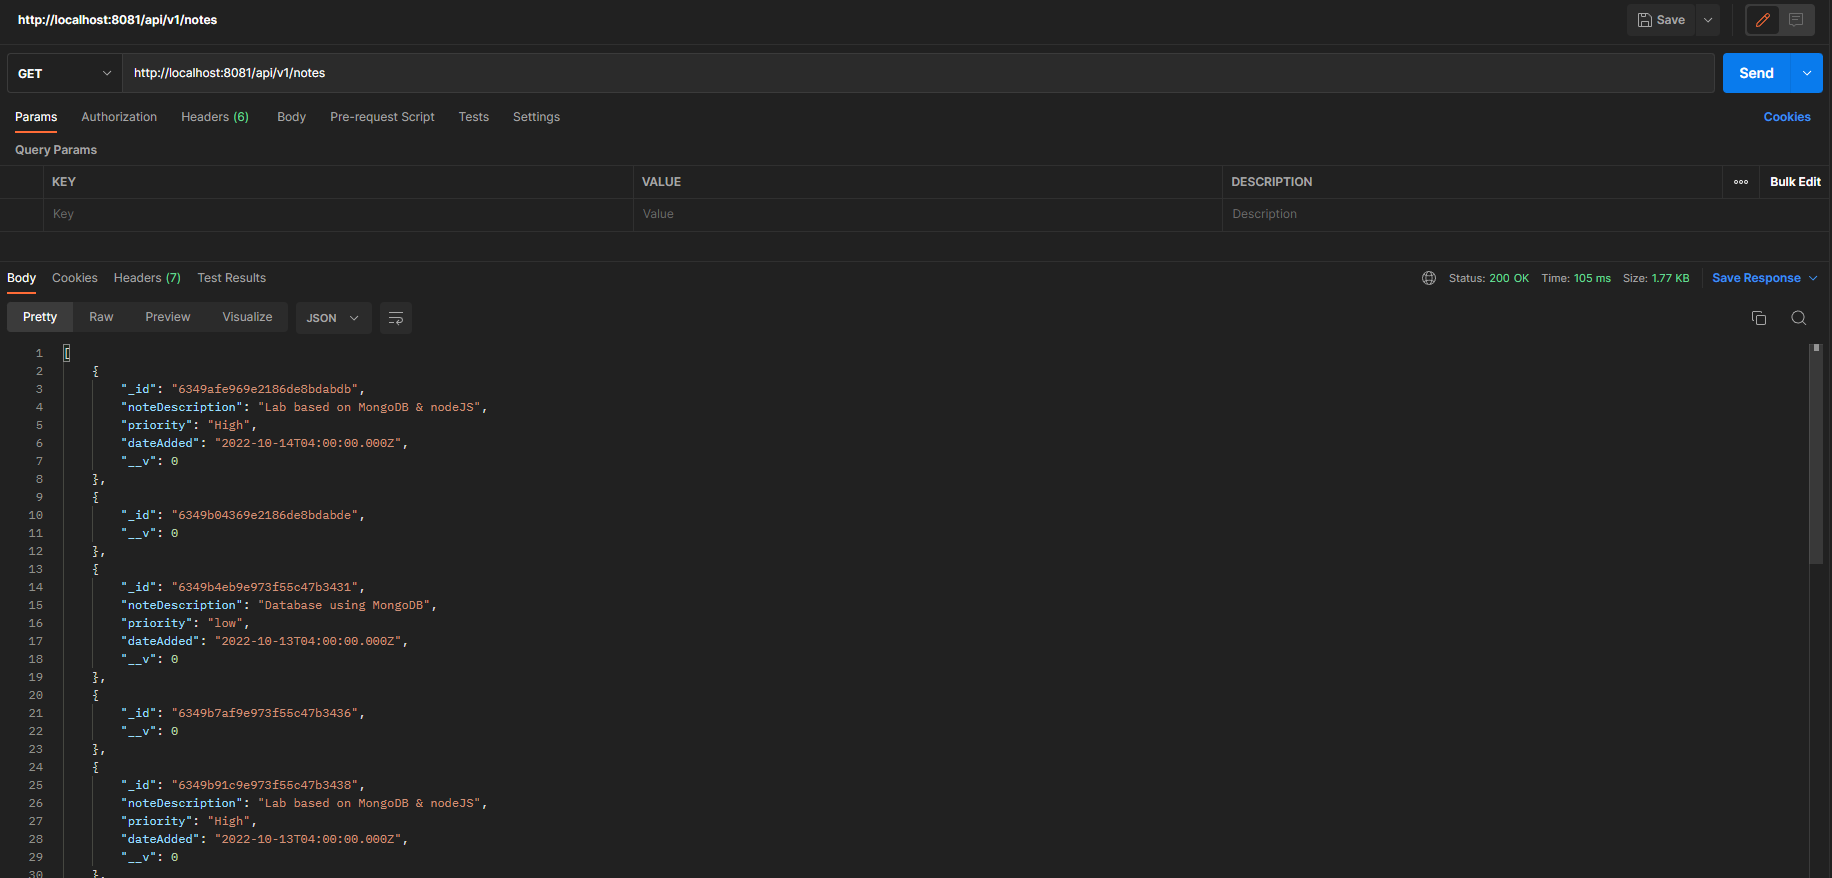 http://localhost:8081/api/v1/notes Save
GET http://localhost:8081/api/v1/notes Send
Params Authorization Headers (6) Body Pre-request Script Tests Settings Cookies
Query Params
KEY VALUE DESCRIPTION ooo Bulk Edit
Key Value Description
Body Cookies Headers (7) Test Results Status: 200 OK Time: 105 ms Size: 1.77 KB Save Response
Pretty Raw Preview Visualize JSON
1 [
2 {
3 "_id": "6349afe969e2186de8bdabdb",
4 "noteDescription": "Lab based on MongoDB & nodeJS",
5 "priority": "High",
6 "dateAdded": "2022-10-14T04:00:00.000Z",
7 "__v": 0
8 },
9 {
10 "_id": "6349b04369e2186de8bdabde",
11 "__v": 0
12 },
13 {
14 "_id": "6349b4eb9e973f55c47b3431",
15 "noteDescription": "Database using MongoDB",
16 "priority": "low",
17 "dateAdded": "2022-10-13T04:00:00.000Z",
18 "__v": 0
19 },
20 {
21 "_id": "6349b7af9e973f55c47b3436",
22 "__v": 0
23 },
24 {
25 "_id": "6349b91c9e973f55c47b3438",
26 "noteDescription": "Lab based on MongoDB & nodeJS",
27 "priority": "High",
28 "dateAdded": "2022-10-13T04:00:00.000Z",
29 "__v": 0
30 },